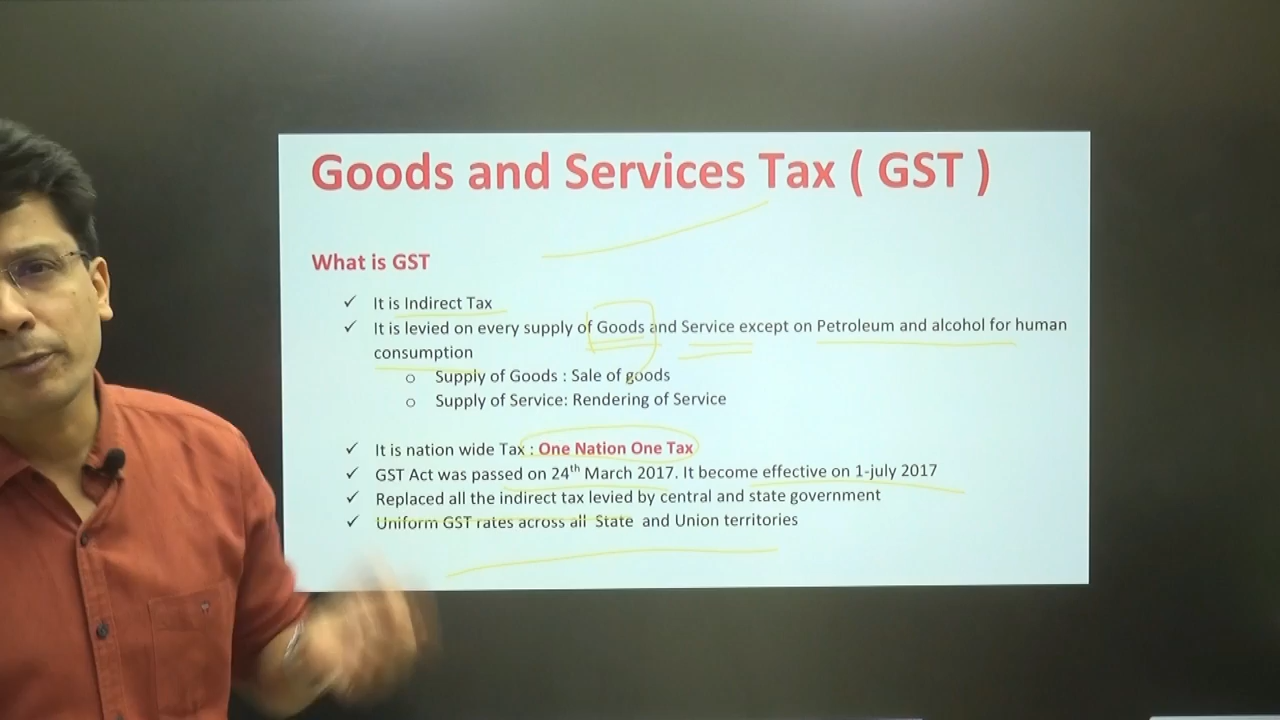 Goods and Services Tax ( GST )
What is GST
✓ It is Indirect Tax
✓ It is levied on every supply of Goods and Service except on Petroleum and alcohol for human
consumption
o Supply of Goods : Sale of goods
o Supply of Service: Rendering of Service
✓ It is nation wide Tax : One Nation One Tax
✓ GST Act was passed on 24th March 2017. It become effective on 1-july 2017
✓ Replaced all the indirect tax levied by central and state government
✓ Uniform GST rates across all State and Union territories